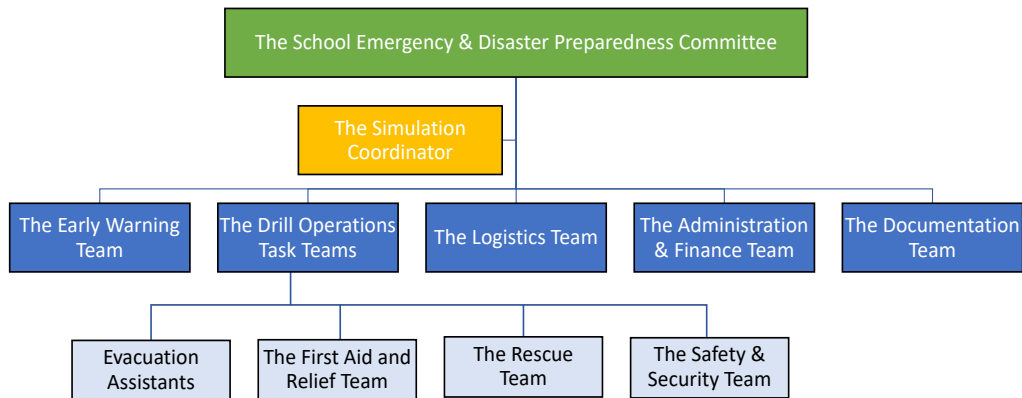 The School Emergency & Disaster Preparedness Committee
The Simulation
Coordinator
The Early Warning
Team
The Drill Operations
Task Teams
The Logistics Team
The Administration
& Finance Team
The Documentation
Team
Evacuation
Assistants
The First Aid and
Relief Team
The Rescue
Team
The Safety &
Security Team